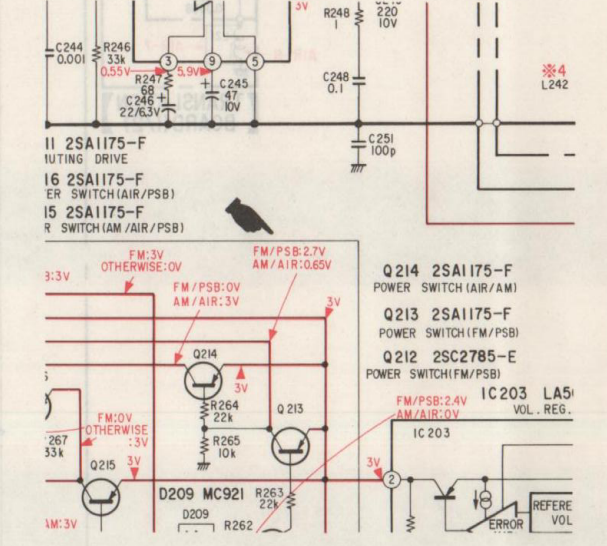 3V
R248
1
220
10V
C244
0.001
R246
33k
3
9
5
0.55V
5.9V
R247
68
C246
22/6.3V
+
C245
47
10V
+
C248
0.1
※4
L242
C251
100p
11 2SA1175-F
MUTING DRIVE
16 2SA1175-F
ER SWITCH(AIR/PSB)
15 2SA1175-F
R SWITCH(AM/AIR/PSB)
FM:3V
OTHERWISE:0V
FM/PSB:2.7V
AM/AIR:0.65V
B:3V
FM/PSB:0V
AM/AIR:3V
3V
Q214 2SA1175-F
POWER SWITCH(AIR/AM)
Q213 2SA1175-F
POWER SWITCH(FM/PSB)
Q212 2SC2785-E
POWER SWITCH(FM/PSB)
Q214
3V
R264
22k
Q213
FM/PSB:2.4V
AM/AIR:0V
IC203
VOL. REG.
IC203
FM:0V
OTHERWISE
:3V
267
33k
R265
10k
Q215
3V
3V
2
D209 MC921
R263
22k
D209
R262
AM:3V
ERROR
REFERE
VOL